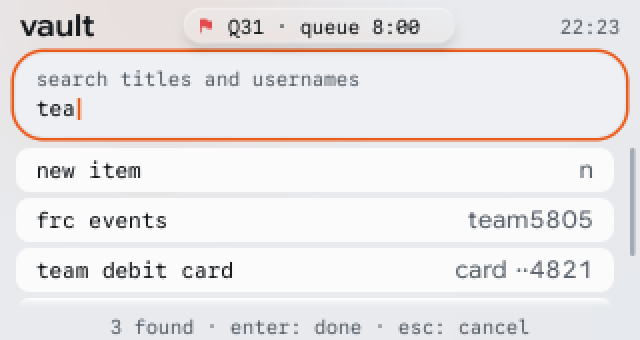 vault
Q31 · queue 8:00
22:23
search titles and usernames
tea
new item n
frc events team5805
team debit card card ··4821
3 found · enter: done · esc: cancel